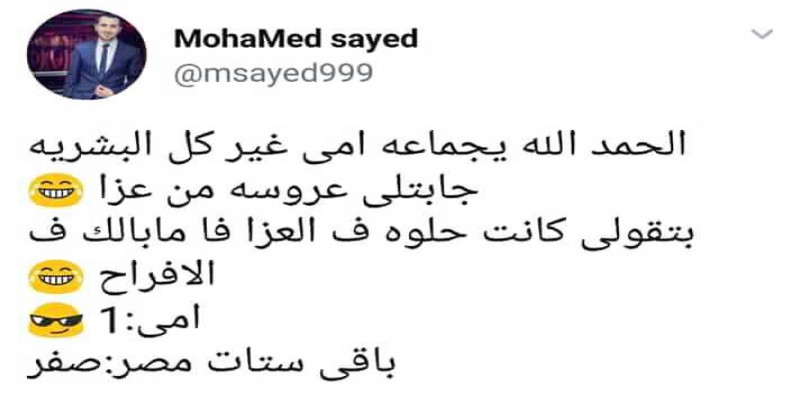 MohaMed sayed
@msayed999
الحمد الله يجماعه امى غير كل البشريه
جابتلى عروسه من عزا 😂
بتقولى كانت حلوه ف العزا فا مابالك ف
الافراح 😂
امى:1 😎
باقى ستات مصر:صفر